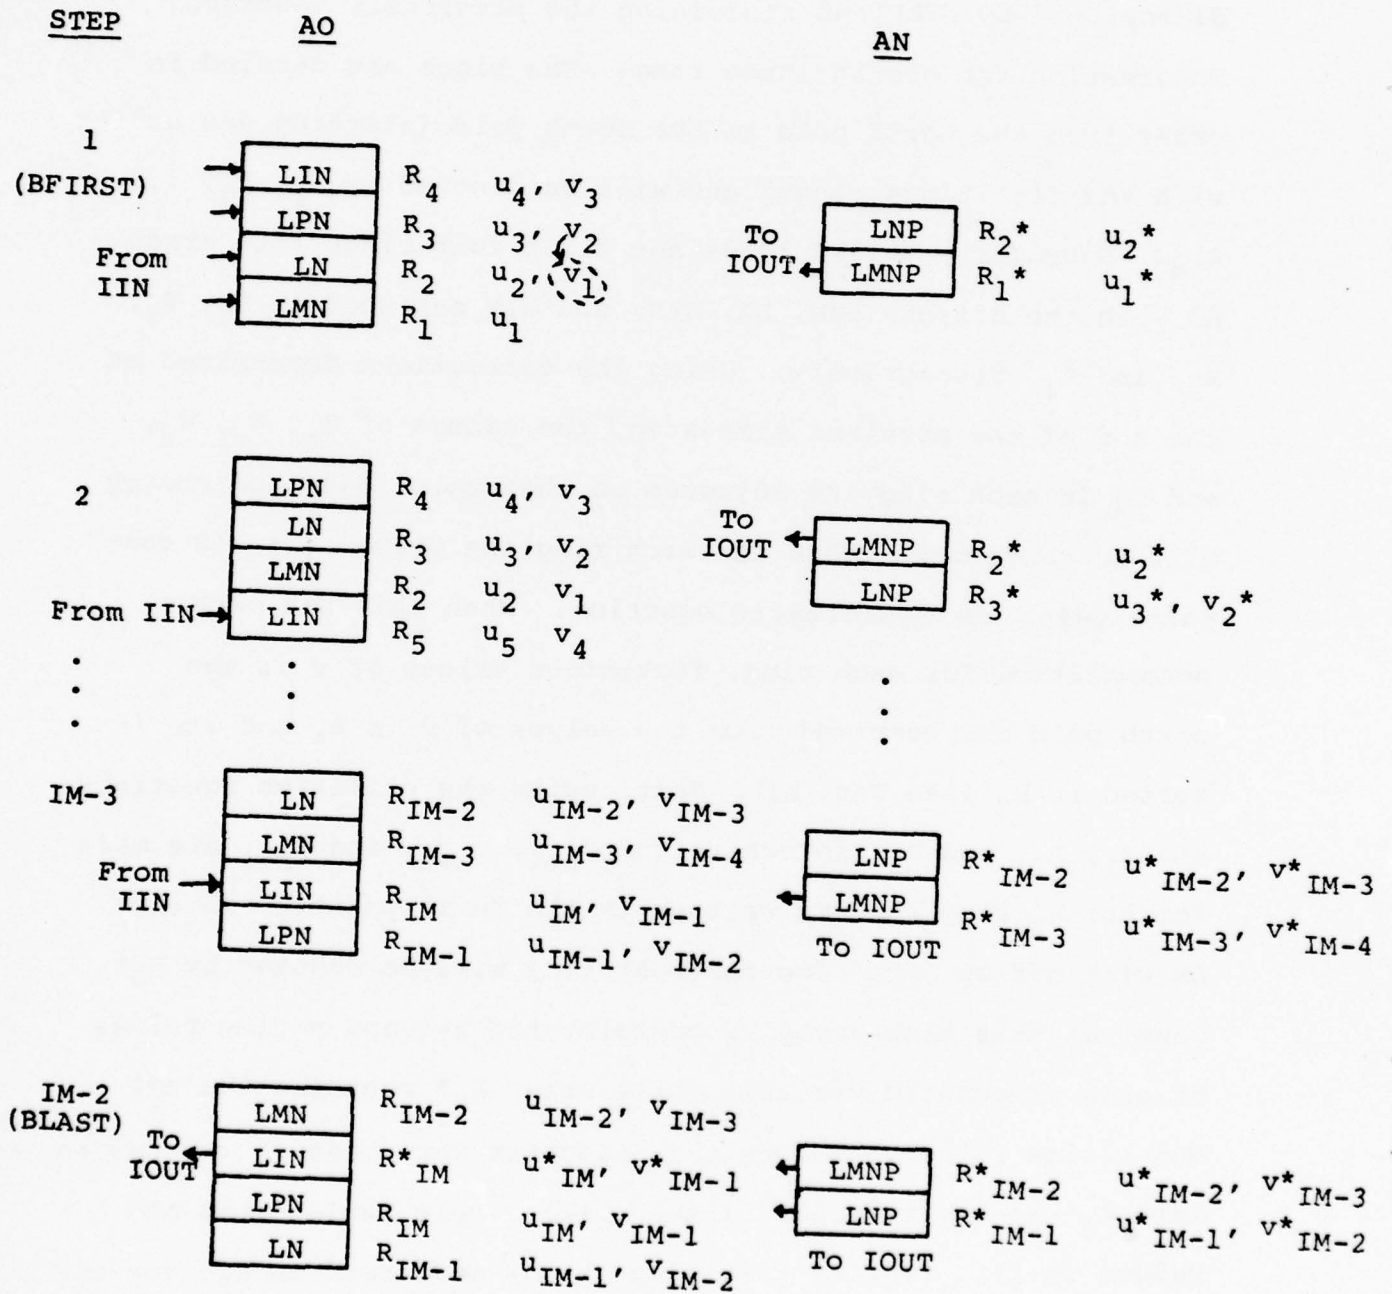 STEP AO AN
1
(BFIRST)
From
IIN
LIN R4 u4, v3
LPN R3 u3, v2
LN R2 u2, v1
LMN R1 u1
To
IOUT
LNP R2* u2*
LMNP R1* u1*
2
LPN R4 u4, v3
LN R3 u3, v2
LMN R2 u2 v1
From IIN LIN R5 u5 v4
To
IOUT
LMNP R2* u2*
LNP R3* u3*, v2*
IM-3
From
IIN
LN RIM-2 uIM-2, vIM-3
LMN RIM-3 uIM-3, vIM-4
LIN RIM uIM, vIM-1
LPN RIM-1 uIM-1, vIM-2
LNP R*IM-2 u*IM-2, v*IM-3
LMNP R*IM-3 u*IM-3, v*IM-4
To IOUT
IM-2
(BLAST)
To
IOUT
LMN RIM-2 uIM-2, vIM-3
LIN R*IM u*IM, v*IM-1
LPN RIM uIM, vIM-1
LN RIM-1 uIM-1, vIM-2
LMNP R*IM-2 u*IM-2, v*IM-3
LNP R*IM-1 u*IM-1, v*IM-2
To IOUT